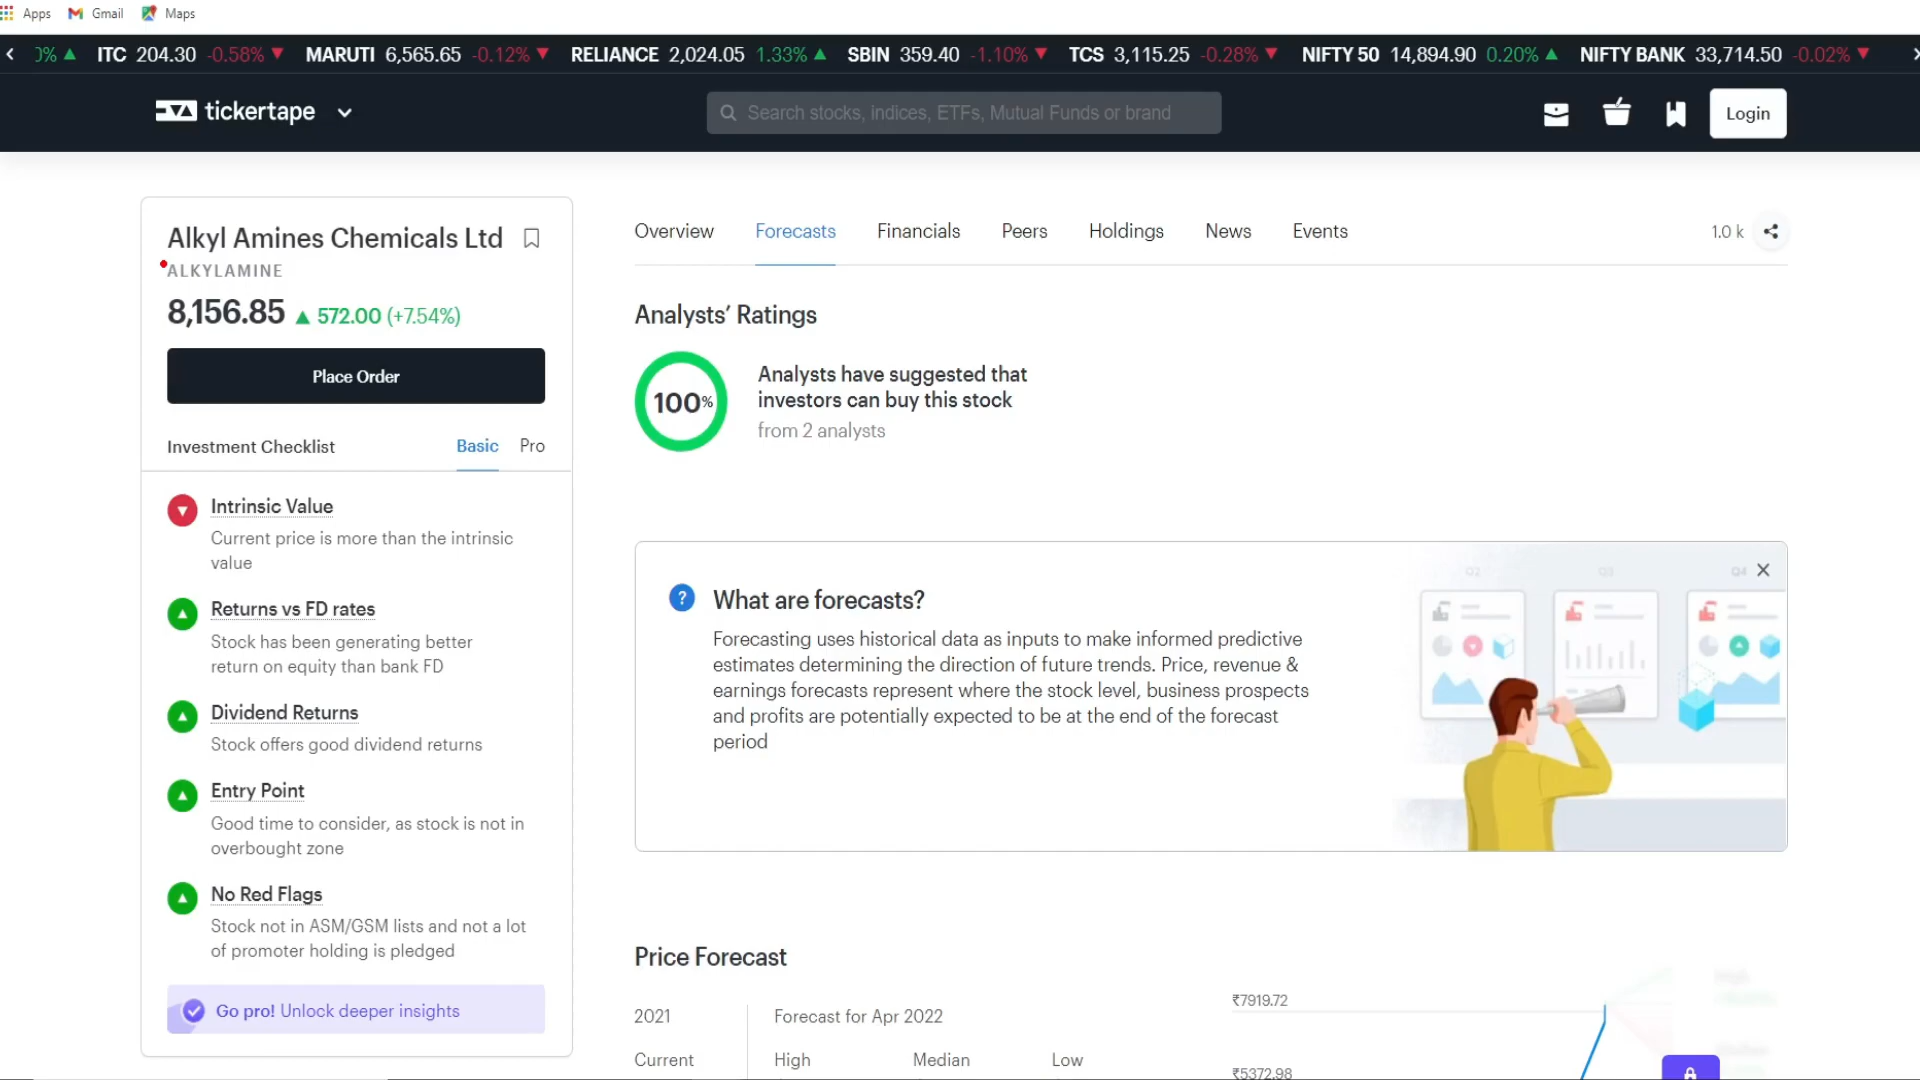 Apps Gmail Maps
0% ITC 204.30 -0.58% MARUTI 6,565.65 -0.12% RELIANCE 2,024.05 1.33% SBIN 359.40 -1.10% TCS 3,115.25 -0.28% NIFTY 50 14,894.90 0.20% NIFTY BANK 33,714.50 -0.02%
tickertape Search stocks, indices, ETFs, Mutual Funds or brand Login
Alkyl Amines Chemicals Ltd
ALKYLAMINE
8,156.85 572.00 (+7.54%)
Place Order
Investment Checklist Basic Pro
Intrinsic Value
Current price is more than the intrinsic
value
Returns vs FD rates
Stock has been generating better
return on equity than bank FD
Dividend Returns
Stock offers good dividend returns
Entry Point
Good time to consider, as stock is not in
overbought zone
No Red Flags
Stock not in ASM/GSM lists and not a lot
of promoter holding is pledged
Go pro! Unlock deeper insights
Overview Forecasts Financials Peers Holdings News Events 1.0 k
Analysts’ Ratings
100%
Analysts have suggested that
investors can buy this stock
from 2 analysts
Q2 Q3 Q4
? What are forecasts?
Forecasting uses historical data as inputs to make informed predictive
estimates determining the direction of future trends. Price, revenue &
earnings forecasts represent where the stock level, business prospects
and profits are potentially expected to be at the end of the forecast
period
Price Forecast
2021 Forecast for Apr 2022
Current High Median Low
₹7919.72
₹5372.98